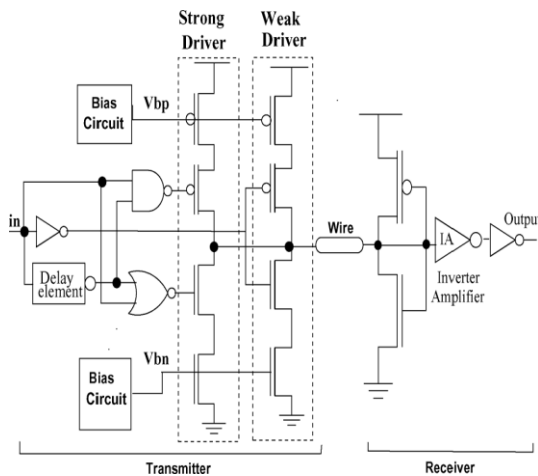 Strong
Driver
Weak
Driver
Bias
Circuit
Vbp
in
Delay
element
Wire
IA
Output
Inverter
Amplifier
Bias
Circuit
Vbn
Transmitter
Receiver